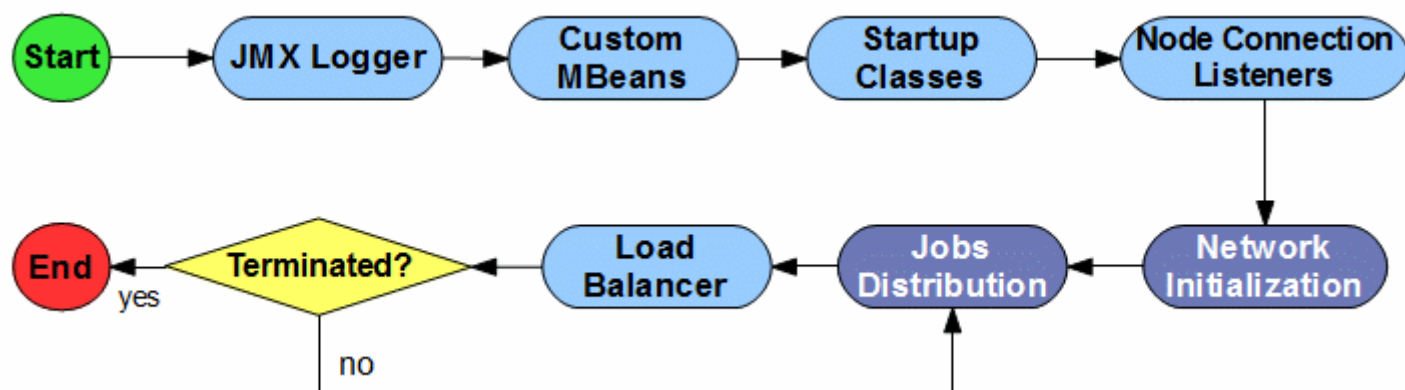 Start
JMX Logger
Custom
MBeans
Startup
Classes
Node Connection
Listeners
End
yes
Terminated?
no
Load
Balancer
Jobs
Distribution
Network
Initialization